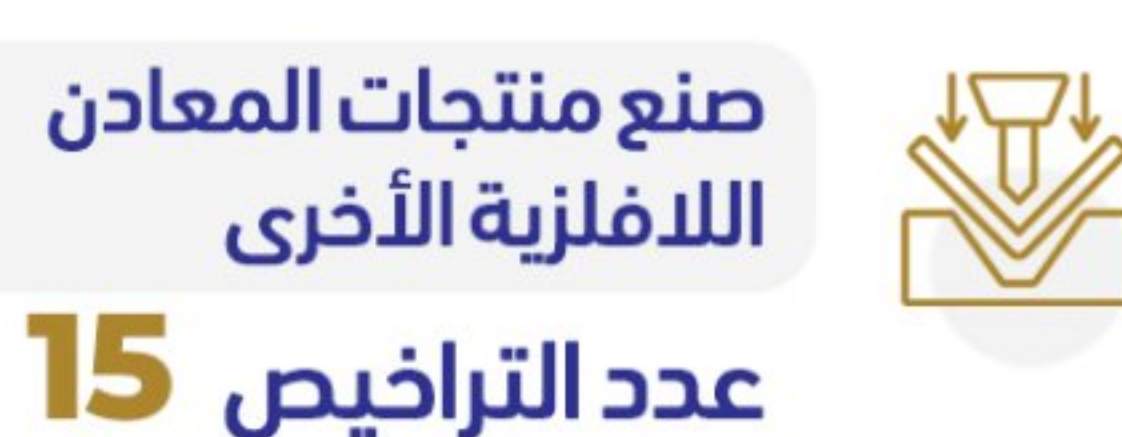 صنع منتجات المعادن
اللافلزية الأخرى
عدد التراخيص 15